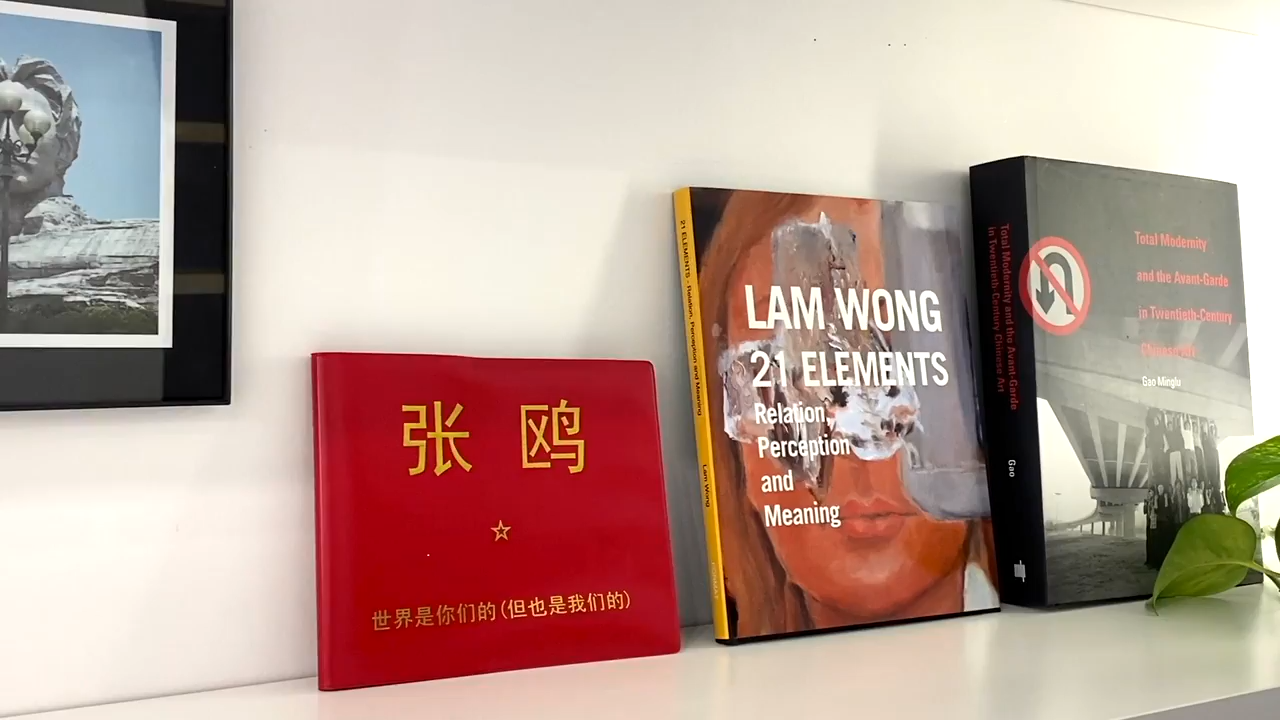 张 鸥
世界是你们的(但也是我们的)
21 ELEMENTS - Relation, Perception and Meaning
Lam Wong
LAM WONG
21 ELEMENTS
Relation,
Perception
and
Meaning
Total Modernity and the Avant-Garde
in Twentieth-Century Chinese Art
Gao
Total Modernity
and the Avant-Garde
in Twentieth-Century
Chinese Art
Gao Minglu